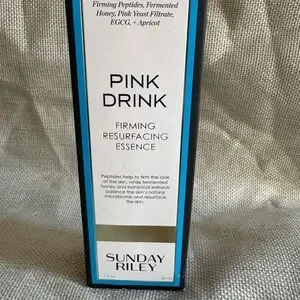 Firming Peptides, Fermented
Honey, Pink Yeast Filtrate,
EGCG, + Apricot
PINK
DRINK
FIRMING
RESURFACING
ESSENCE
Peptides help to firm the look
of the skin, while fermented
honey and botanical extracts
balance the skin's natural
microbiome and resurface
the skin.
SUNDAY
RILEY